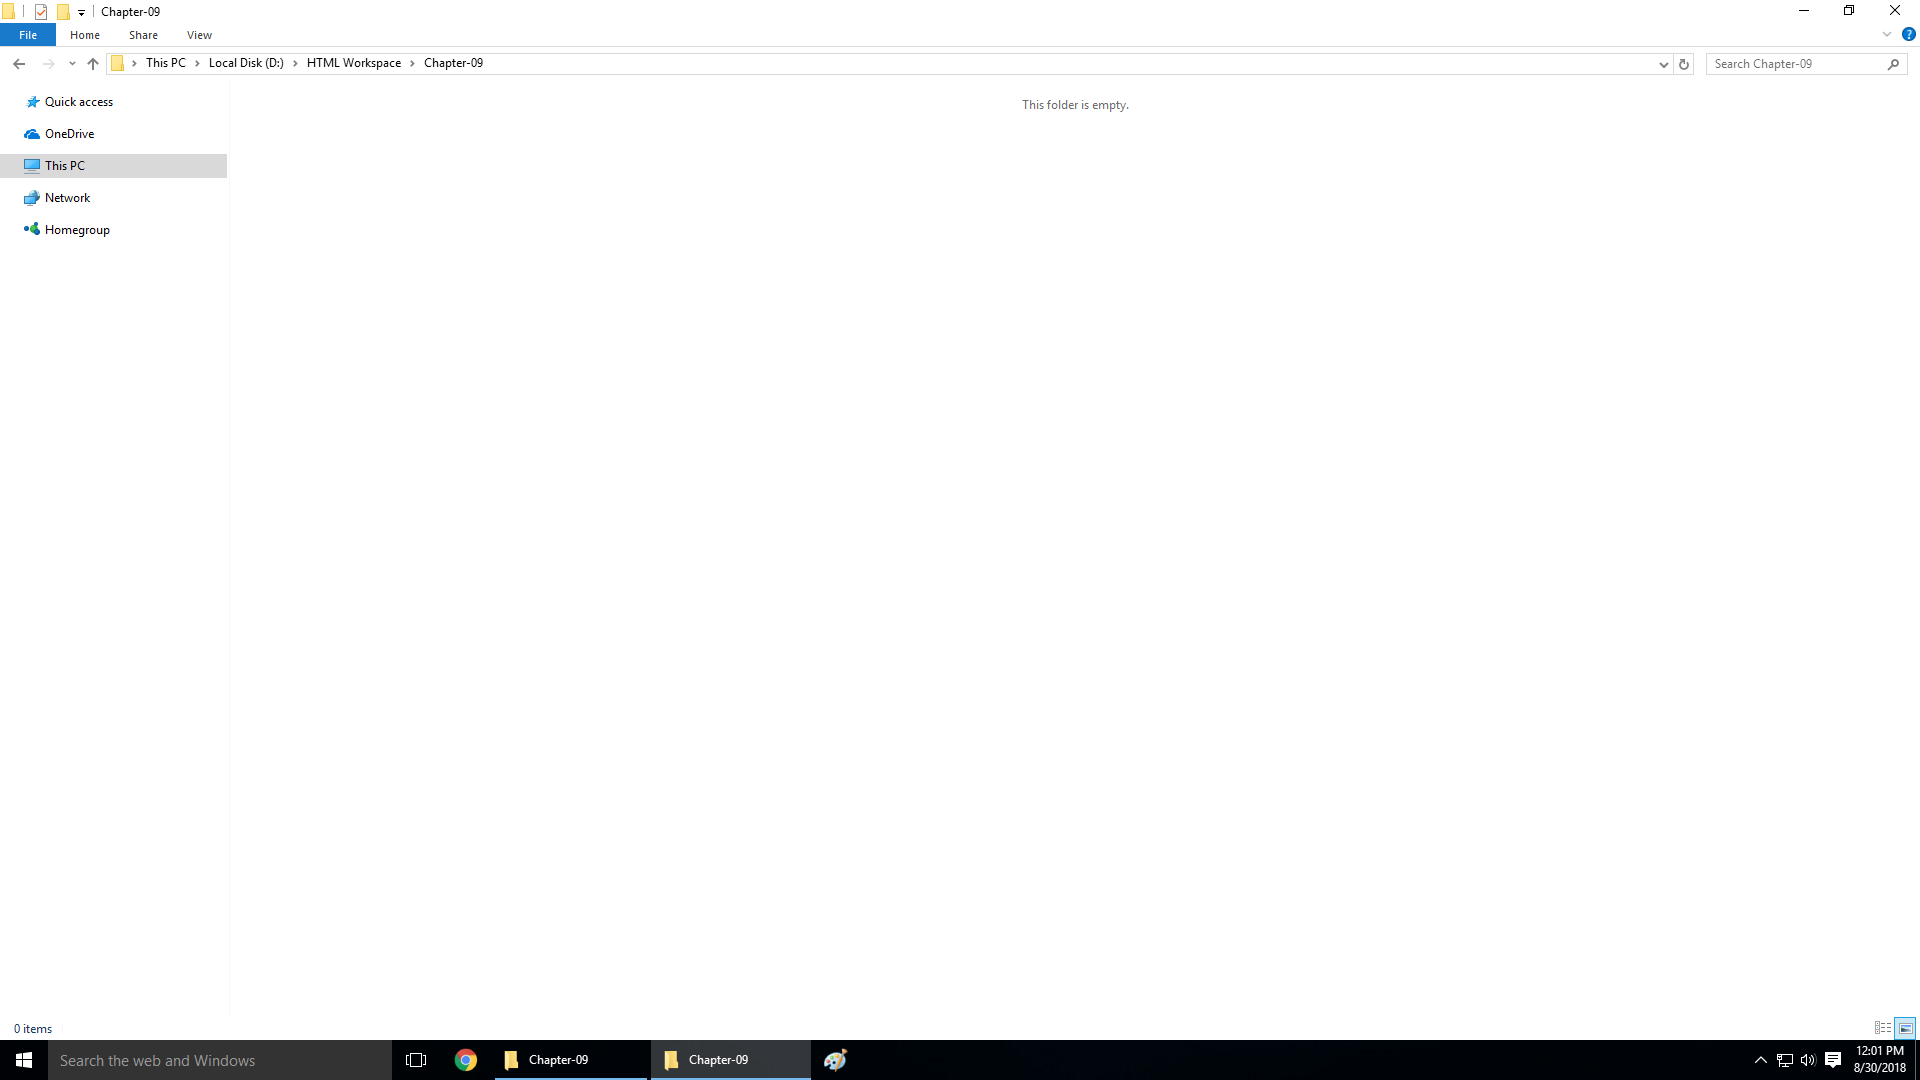 Chapter-09
File Home Share View
This PC Local Disk (D:) HTML Workspace Chapter-09
Search Chapter-09
Quick access
OneDrive
This PC
Network
Homegroup
This folder is empty.
0 items
Search the web and Windows
Chapter-09
Chapter-09
12:01 PM
8/30/2018